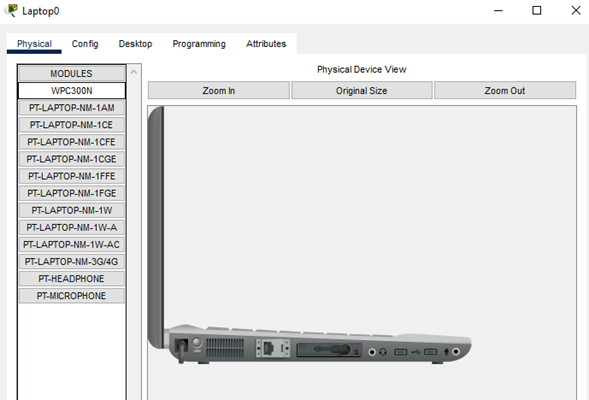 Laptop0
Physical Config Desktop Programming Attributes
MODULES
WPC300N
PT-LAPTOP-NM-1AM
PT-LAPTOP-NM-1CE
PT-LAPTOP-NM-1CFE
PT-LAPTOP-NM-1CGE
PT-LAPTOP-NM-1FFE
PT-LAPTOP-NM-1FGE
PT-LAPTOP-NM-1W
PT-LAPTOP-NM-1W-A
PT-LAPTOP-NM-1W-AC
PT-LAPTOP-NM-3G/4G
PT-HEADPHONE
PT-MICROPHONE
Physical Device View
Zoom In Original Size Zoom Out